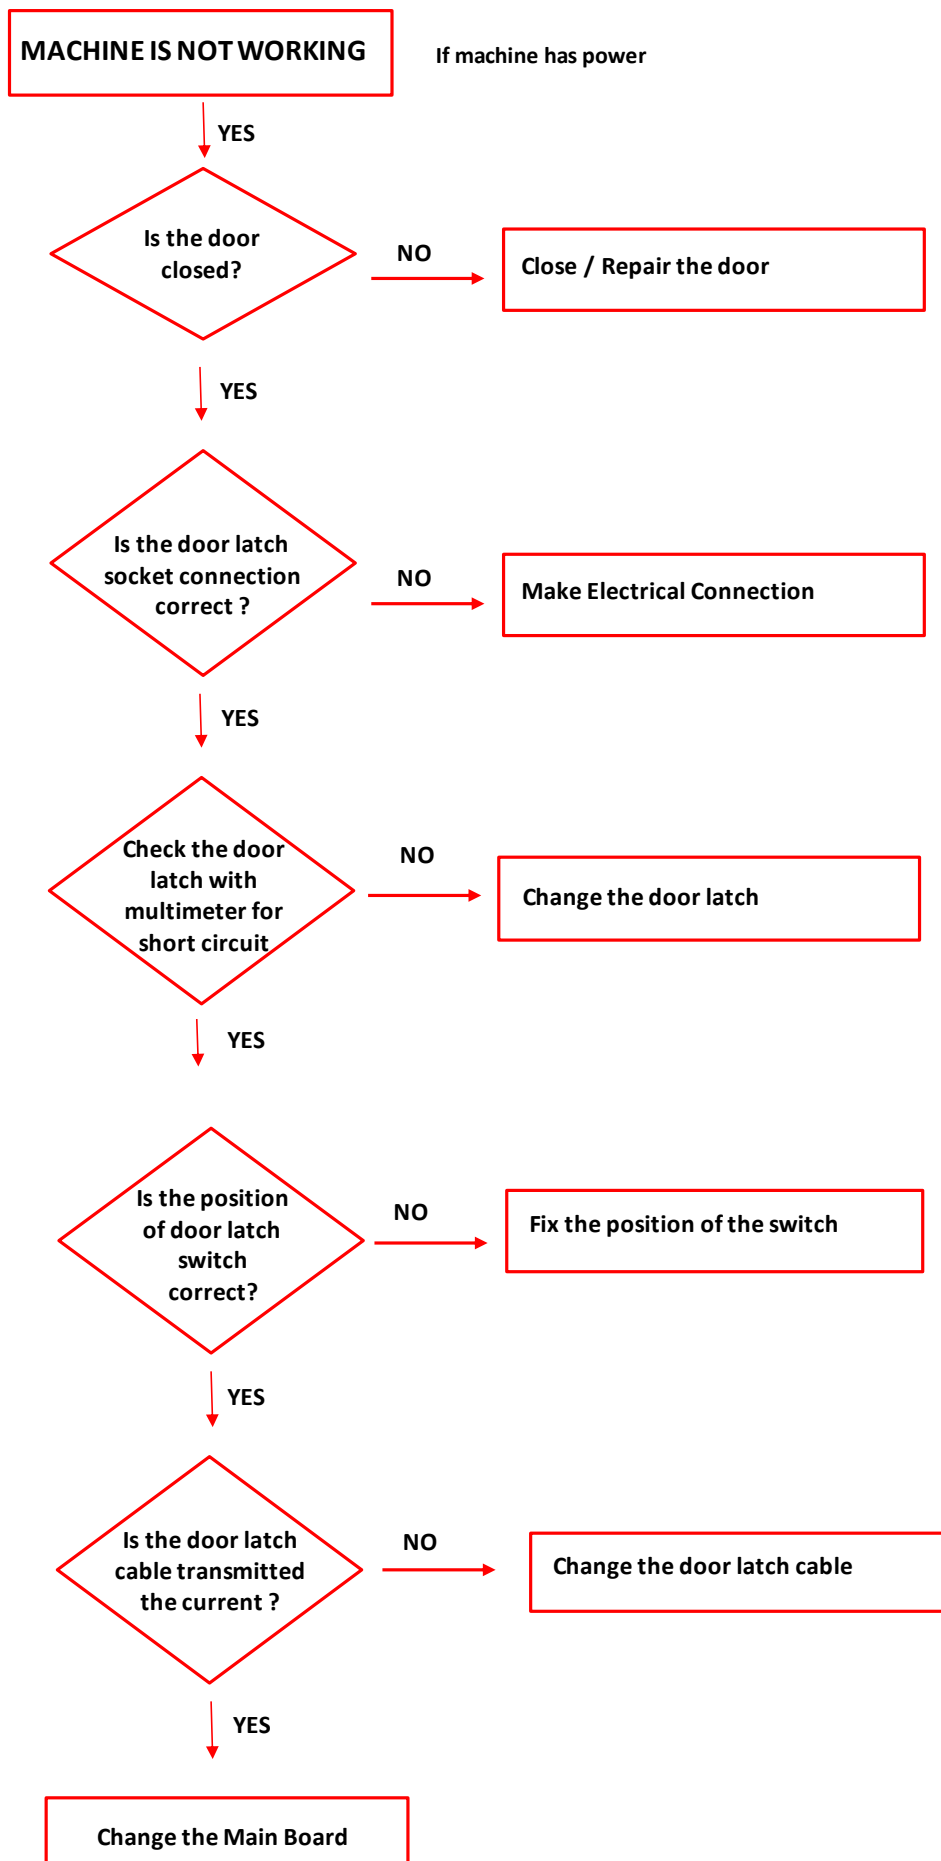 MACHINE IS NOT WORKING
If machine has power
YES
Is the door
closed?
NO
Close / Repair the door
YES
Is the door latch
socket connection
correct ?
NO
Make Electrical Connection
YES
Check the door
latch with
multimeter for
short circuit
NO
Change the door latch
YES
Is the position
of door latch
switch
correct?
NO
Fix the position of the switch
YES
Is the door latch
cable transmitted
the current ?
NO
Change the door latch cable
YES
Change the Main Board